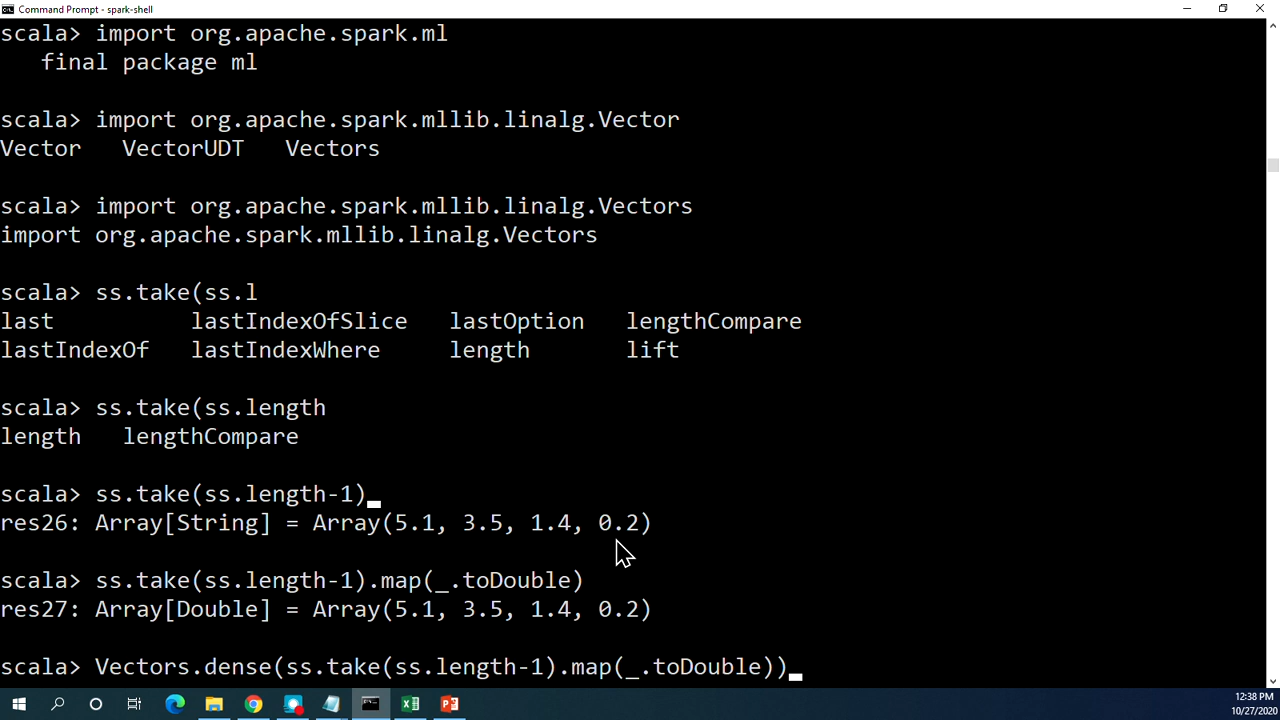 Command Prompt - spark-shell
scala> import org.apache.spark.ml
final package ml
scala> import org.apache.spark.mllib.linalg.Vector
Vector VectorUDT Vectors
scala> import org.apache.spark.mllib.linalg.Vectors
import org.apache.spark.mllib.linalg.Vectors
scala> ss.take(ss.l
last lastIndexOfSlice lastOption lengthCompare
lastIndexOf lastIndexWhere length lift
scala> ss.take(ss.length
length lengthCompare
scala> ss.take(ss.length-1)
res26: Array[String] = Array(5.1, 3.5, 1.4, 0.2)
scala> ss.take(ss.length-1).map(_.toDouble)
res27: Array[Double] = Array(5.1, 3.5, 1.4, 0.2)
scala> Vectors.dense(ss.take(ss.length-1).map(_.toDouble))
12:38 PM
10/27/2020